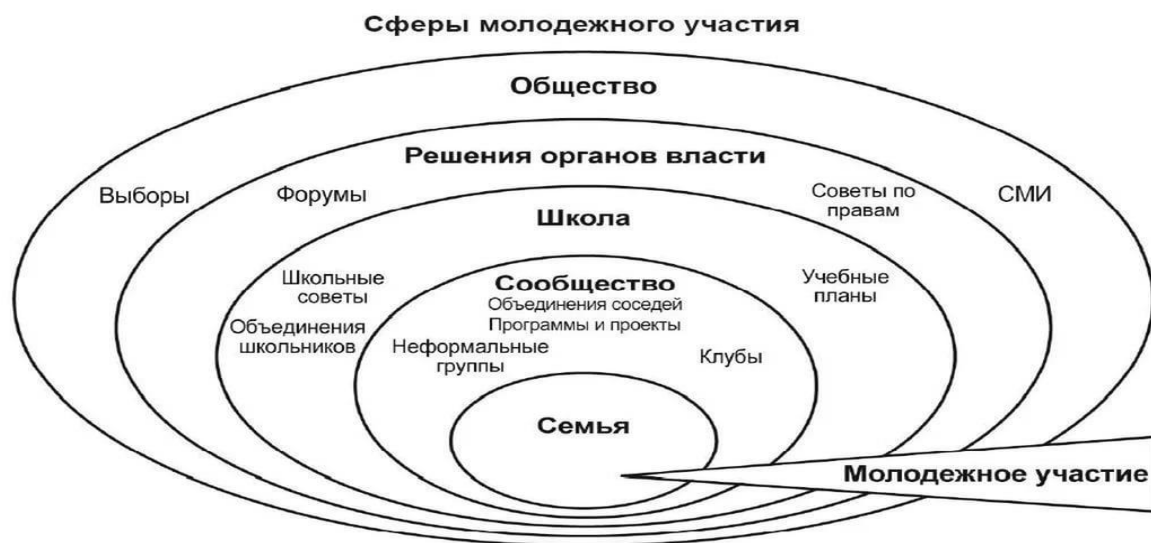 Сферы молодежного участия
Общество
Решения органов власти
Выборы
Форумы
Советы по
правам
СМИ
Школа
Школьные
советы
Учебные
планы
Объединения
школьников
Сообщество
Объединения соседей
Программы и проекты
Неформальные
группы
Клубы
Семья
Молодежное участие